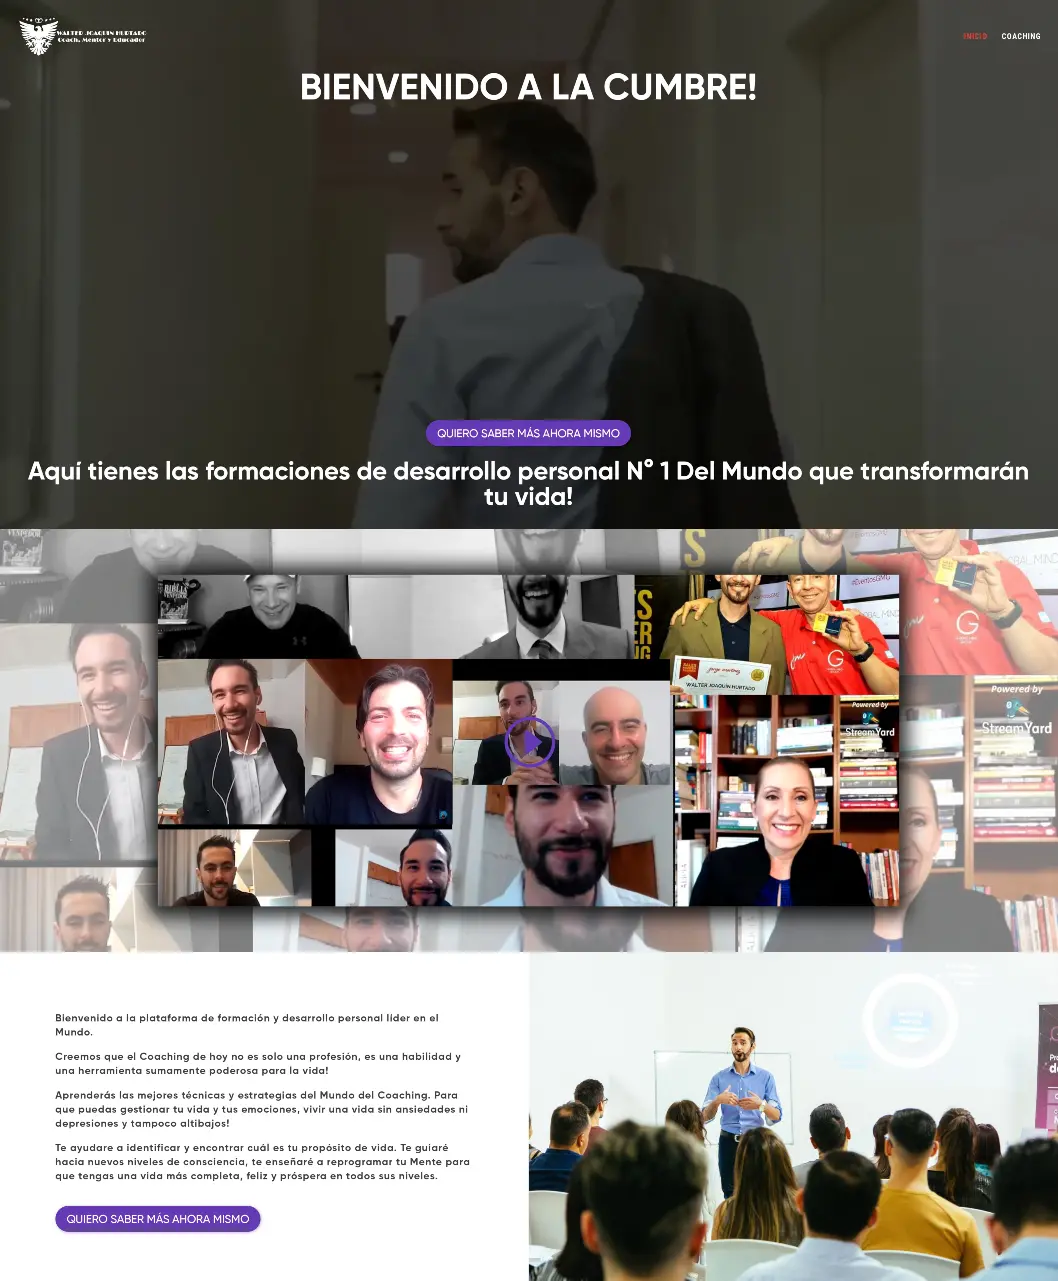 WALTER JOAQUIN HURTADO
Coach, Mentor y Educador
INICIO
COACHING
BIENVENIDO A LA CUMBRE!
QUIERO SABER MÁS AHORA MISMO
Aquí tienes las formaciones de desarrollo personal N° 1 Del Mundo que transformarán
tu vida!
Powered by
StreamYard
WALTER JOAQUÍN HURTADO
Powered by
StreamYard
Bienvenido a la plataforma de formación y desarrollo personal líder en el
Mundo.
Creemos que el Coaching de hoy no es solo una profesión, es una habilidad y
una herramienta sumamente poderosa para la vida!
Aprenderás las mejores técnicas y estrategias del Mundo del Coaching. Para
que puedas gestionar tu vida y tus emociones, vivir una vida sin ansiedades ni
depresiones y tampoco altibajos!
Te ayudare a identificar y encontrar cuál es tu propósito de vida. Te guiaré
hacia nuevos niveles de consciencia, te enseñaré a reprogramar tu Mente para
que tengas una vida más completa, feliz y próspera en todos sus niveles.
QUIERO SABER MÁS AHORA MISMO